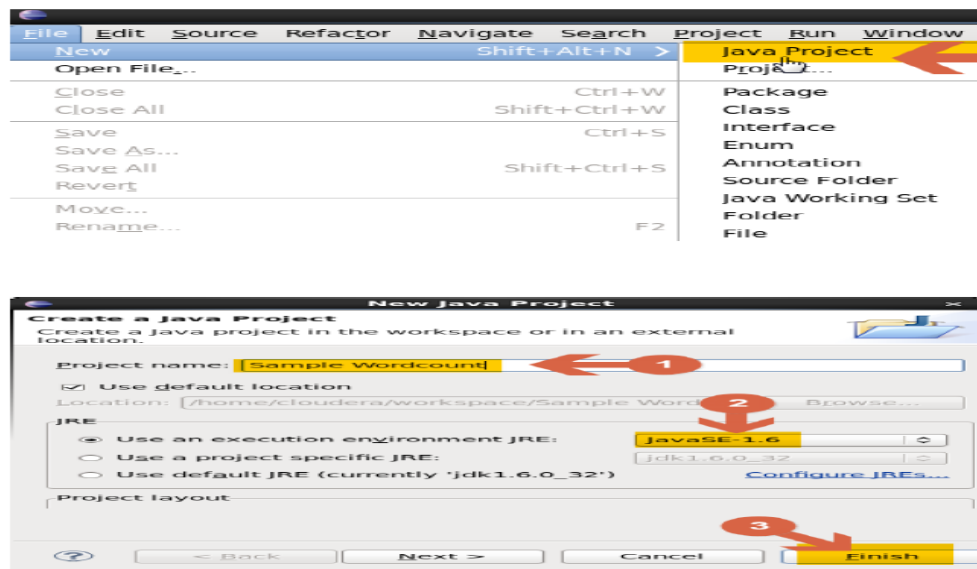 File Edit Source Refactor Navigate Search Project Run Window
New Shift+Alt+N > Java Project
Open File... Project...
Close Ctrl+W Package
Close All Shift+Ctrl+W Class
Save Ctrl+S Interface
Save As... Enum
Save All Shift+Ctrl+S Annotation
Revert Source Folder
Java Working Set
Move... Folder
Rename... F2 File
New Java Project
Create a Java Project
Create a Java project in the workspace or in an external
location.
Project name: Sample Wordcount 1
Use default location
Location: /home/cloudera/workspace/Sample Browse...
2
JRE
Use an execution environment JRE: JavaSE-1.6
Use a project specific JRE: jdk1.6.0_32
Use default JRE (currently 'jdk1.6.0_32') Configure JREs...
Project layout
3
? < Back Next > Cancel Finish